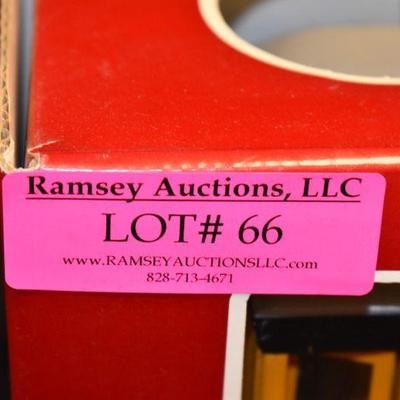 Ramsey Auctions, LLC
LOT# 66
www.RAMSEYAUCTIONSLLC.com
828-713-4671